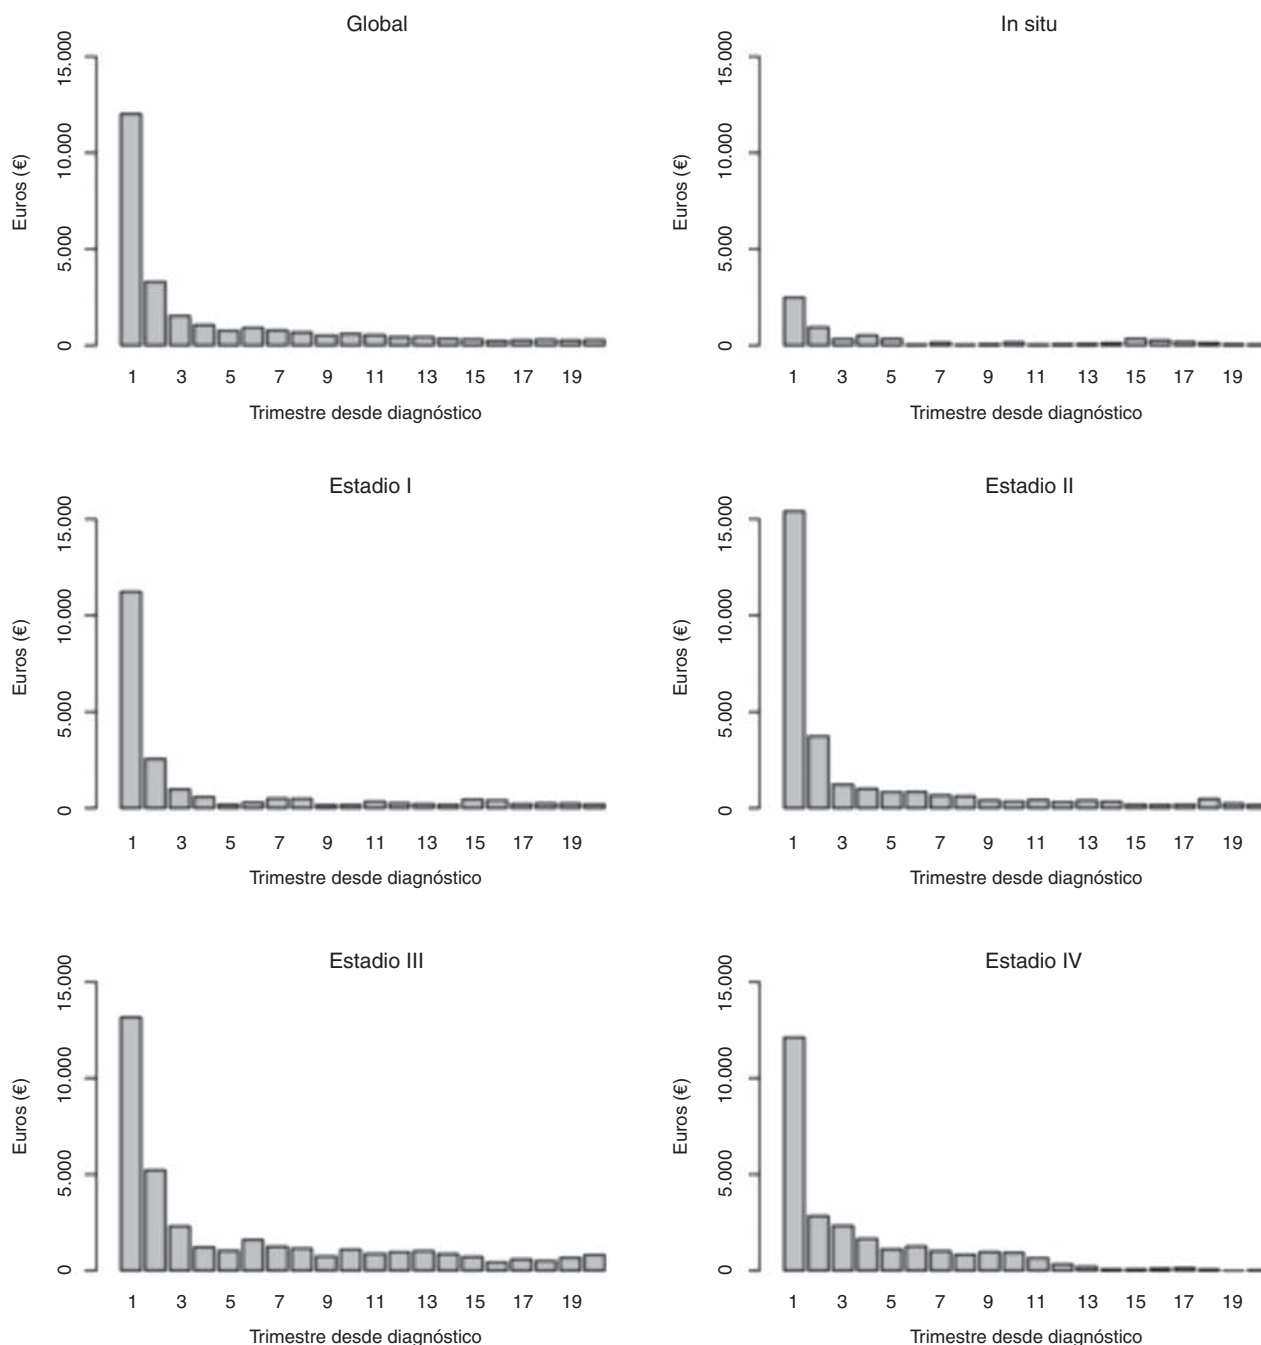 Global
Euros (€)
15.000
10.000
5.000
0
1 3 5 7 9 11 13 15 17 19
Trimestre desde diagnóstico
In situ
Euros (€)
15.000
10.000
5.000
0
1 3 5 7 9 11 13 15 17 19
Trimestre desde diagnóstico
Estadio I
Euros (€)
15.000
10.000
5.000
0
1 3 5 7 9 11 13 15 17 19
Trimestre desde diagnóstico
Estadio II
Euros (€)
15.000
10.000
5.000
0
1 3 5 7 9 11 13 15 17 19
Trimestre desde diagnóstico
Estadio III
Euros (€)
15.000
10.000
5.000
0
1 3 5 7 9 11 13 15 17 19
Trimestre desde diagnóstico
Estadio IV
Euros (€)
15.000
10.000
5.000
0
1 3 5 7 9 11 13 15 17 19
Trimestre desde diagnóstico